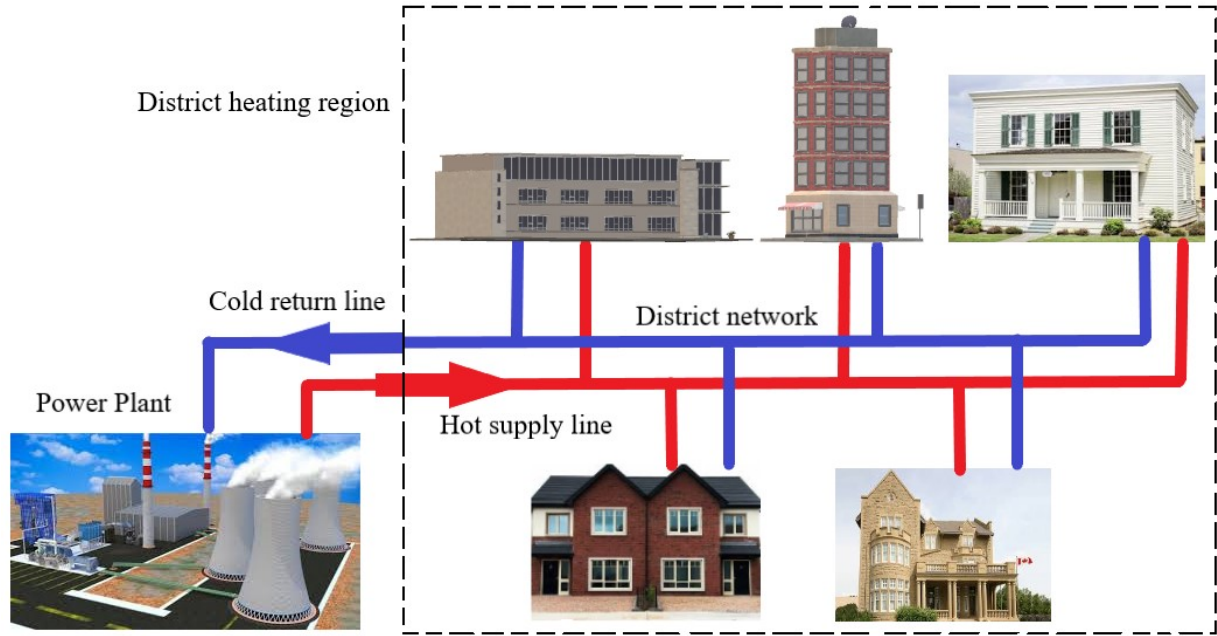 District heating region
Cold return line
District network
Power Plant
Hot supply line